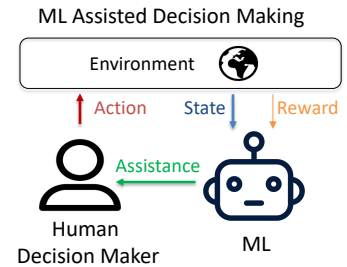 ML Assisted Decision Making
Environment
Action State Reward
Assistance
Human
Decision Maker
ML